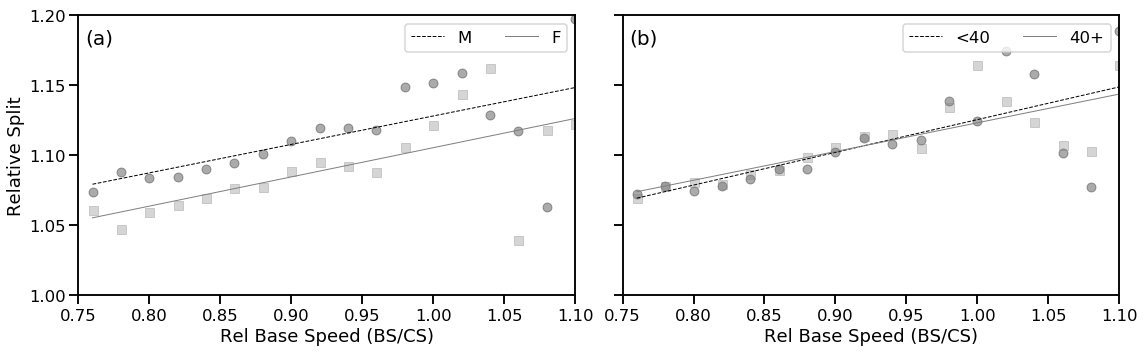 (a) M F
(b) <40 40+
Relative Split
1.20
1.15
1.10
1.05
1.00
0.75 0.80 0.85 0.90 0.95 1.00 1.05 1.10
0.75 0.80 0.85 0.90 0.95 1.00 1.05 1.10
Rel Base Speed (BS/CS)
Rel Base Speed (BS/CS)